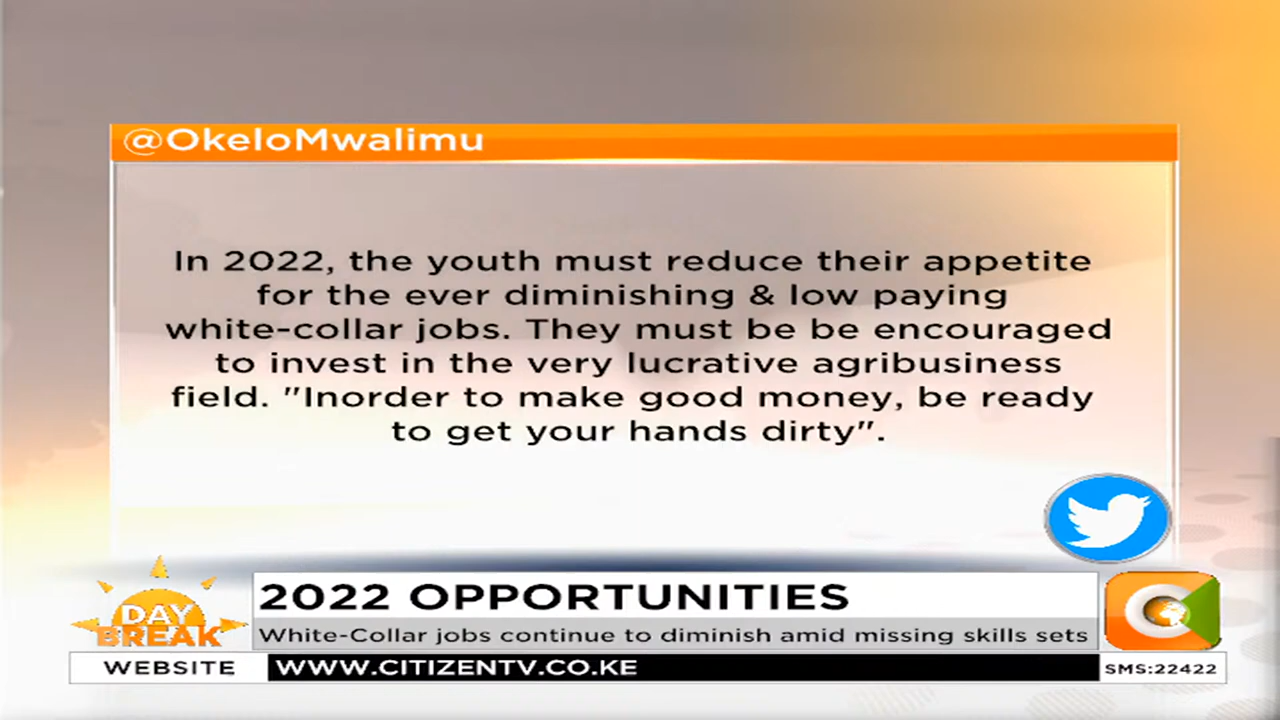 @OkeloMwalimu
In 2022, the youth must reduce their appetite
for the ever diminishing & low paying
white-collar jobs. They must be be encouraged
to invest in the very lucrative agribusiness
field. "Inorder to make good money, be ready
to get your hands dirty".
DAY
BREAK
2022 OPPORTUNITIES
White-Collar jobs continue to diminish amid missing skills sets
WEBSITE
WWW.CITIZENTV.CO.KE
SMS:22422